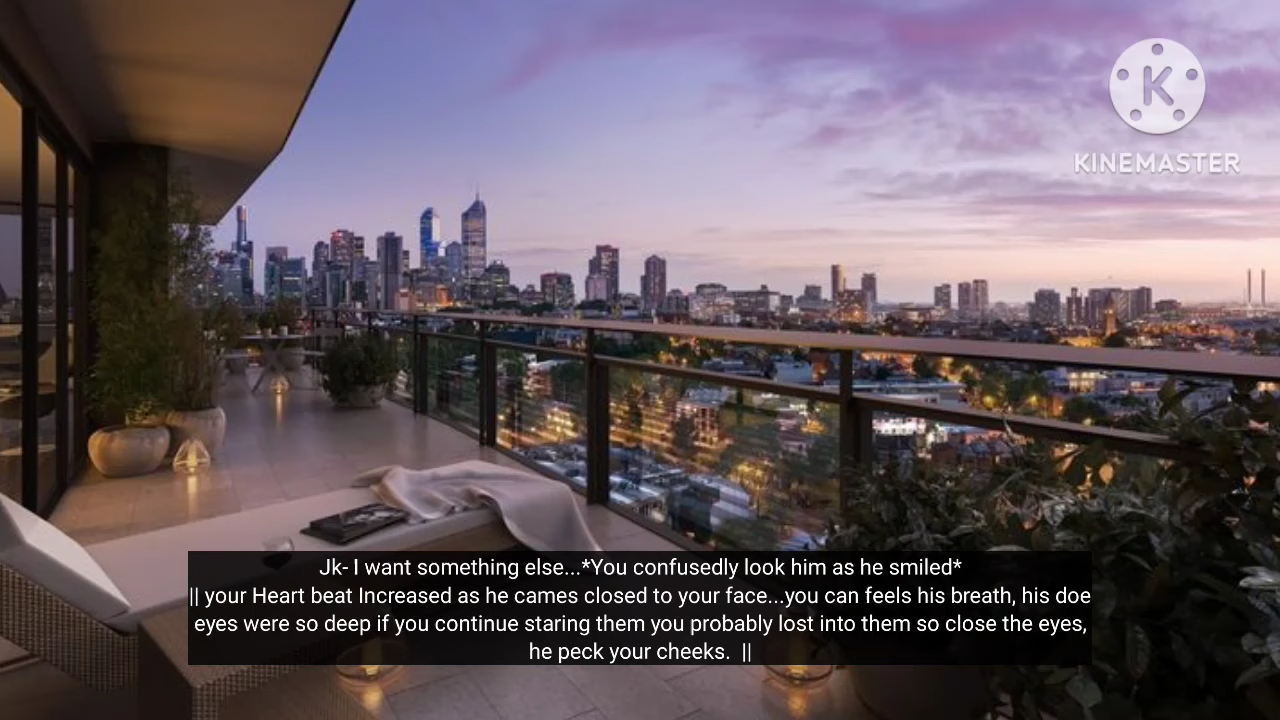 K
KINEMASTER
Jk- I want something else...*You confusedly look him as he smiled*
|| your Heart beat Increased as he cames closed to your face...you can feels his breath, his doe
eyes were so deep if you continue staring them you probably lost into them so close the eyes,
he peck your cheeks.  ||